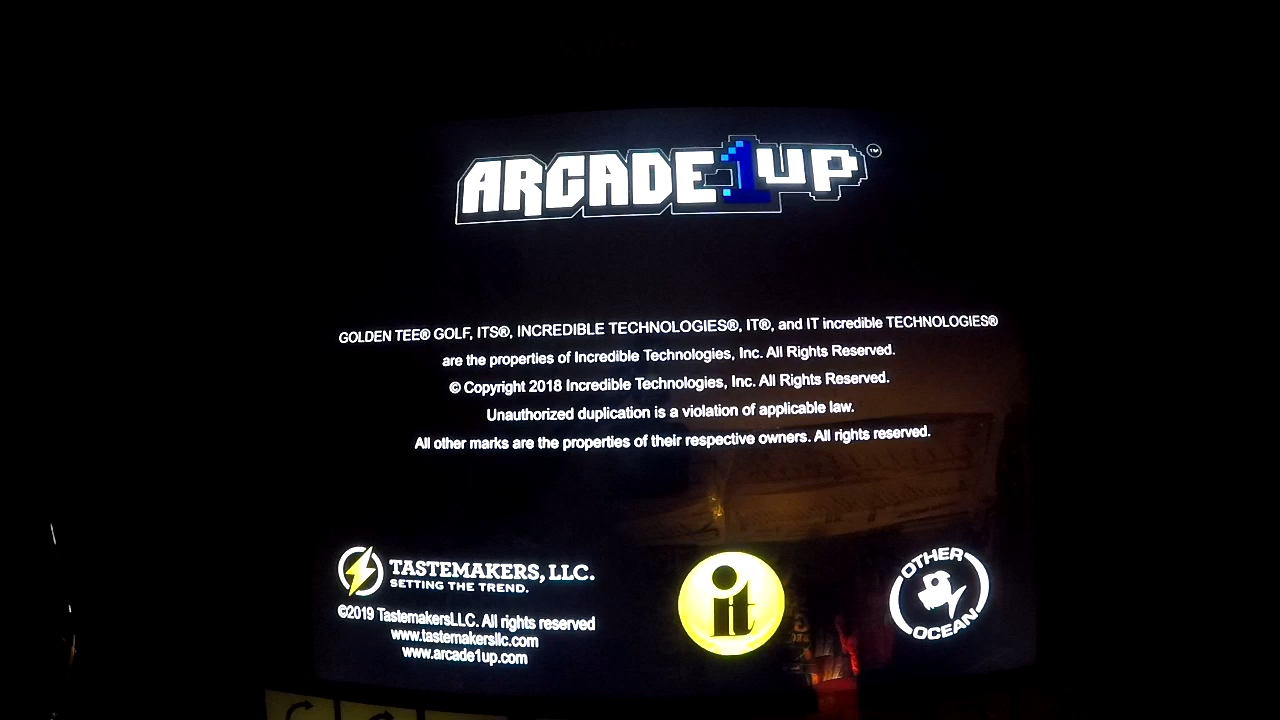 ARCADE1UP™
GOLDEN TEE® GOLF, ITS®, INCREDIBLE TECHNOLOGIES®, IT®, and IT incredible TECHNOLOGIES®
are the properties of Incredible Technologies, Inc. All Rights Reserved.
© Copyright 2018 Incredible Technologies, Inc. All Rights Reserved.
Unauthorized duplication is a violation of applicable law.
All other marks are the properties of their respective owners. All rights reserved.
TASTEMAKERS, LLC.
SETTING THE TREND.
©2019 TastemakersLLC. All rights reserved
www.tastemakersllc.com
www.arcade1up.com
it
OTHER
OCEAN